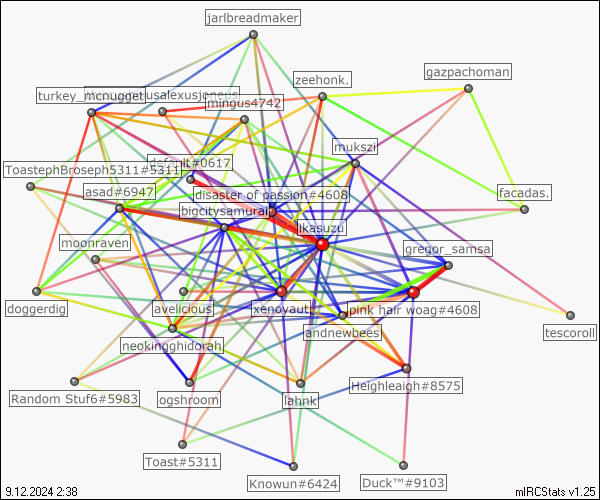 jarlbreadmaker
gazpachoman
zeehonk.
turkey_mcnugget
mingus4742
mukszi
default#0617
ToastephBroseph5311#5311
asad#6947
disaster of passion#4608
facadas.
bigcitysamurai
Ikasuzu
moonraven
gregor_samsa
doggerdig
avelicious
xenovaut
pink hair woag#4608
tescoroll
andnewbees
neokingghidorah
Heighleaigh#8575
Random Stuf6#5983
ogshroom
lahnk
Toast#5311
Knowun#6424
Duck™#9103
9.12.2024 2:38
mIRCStats v1.25